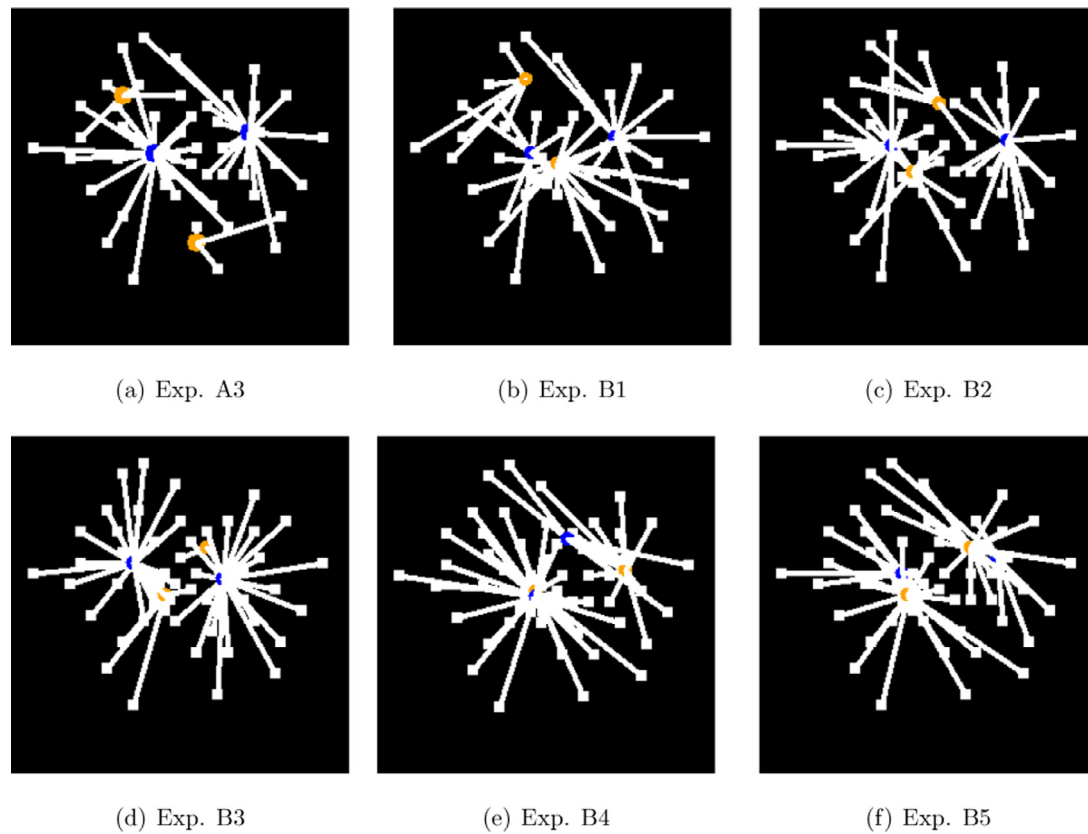 (a) Exp. A3
(b) Exp. B1
(c) Exp. B2
(d) Exp. B3
(e) Exp. B4
(f) Exp. B5